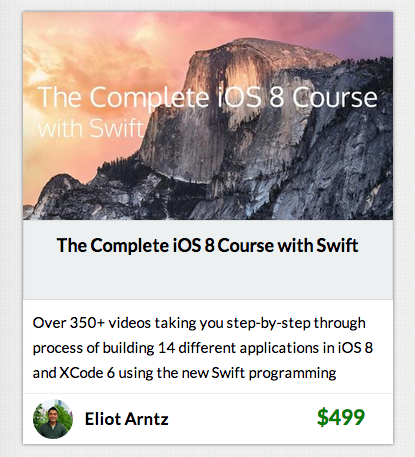 The Complete iOS 8 Course
with Swift
The Complete iOS 8 Course with Swift
Over 350+ videos taking you step-by-step through
process of building 14 different applications in iOS 8
and XCode 6 using the new Swift programming
Eliot Arntz
$499